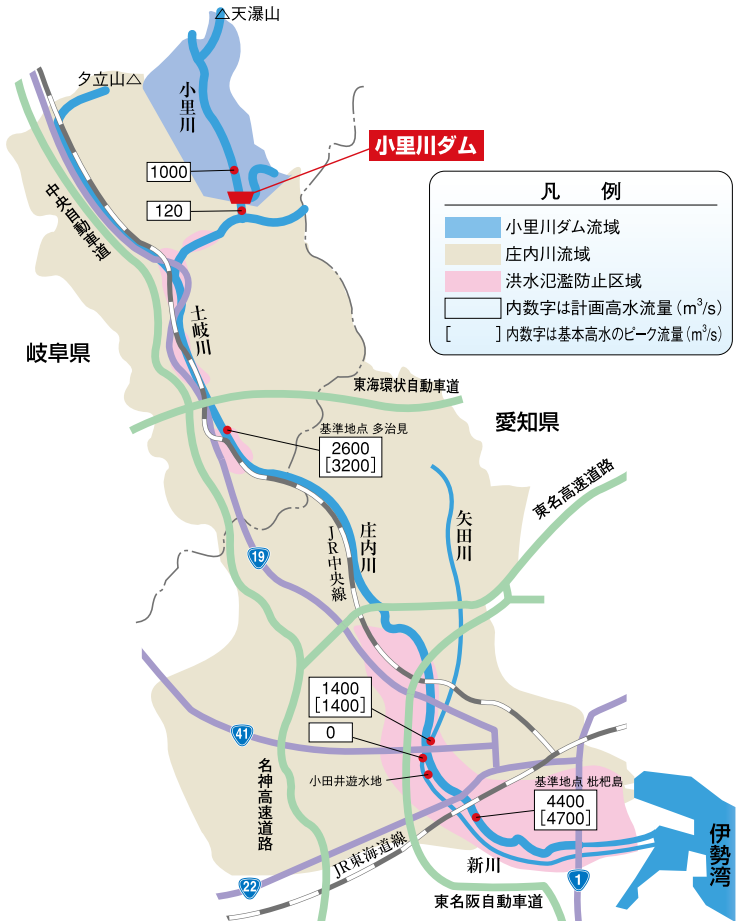 △天瀑山
夕立山△
小里川
小里川ダム
1000
120
中央自動車道
凡 例
小里川ダム流域
庄内川流域
洪水氾濫防止区域
内数字は計画高水流量(m³/s)
[ ]内数字は基本高水のピーク流量(m³/s)
土岐川
岐阜県
東海環状自動車道
愛知県
基準地点 多治見
2600
[3200]
東名高速道路
矢田川
庄内川
JR中央線
19
1400
[1400]
0
41
小田井遊水地
基準地点 枇杷島
4400
[4700]
名神高速道路
伊勢湾
JR東海道線
新川
22
1
東名阪自動車道